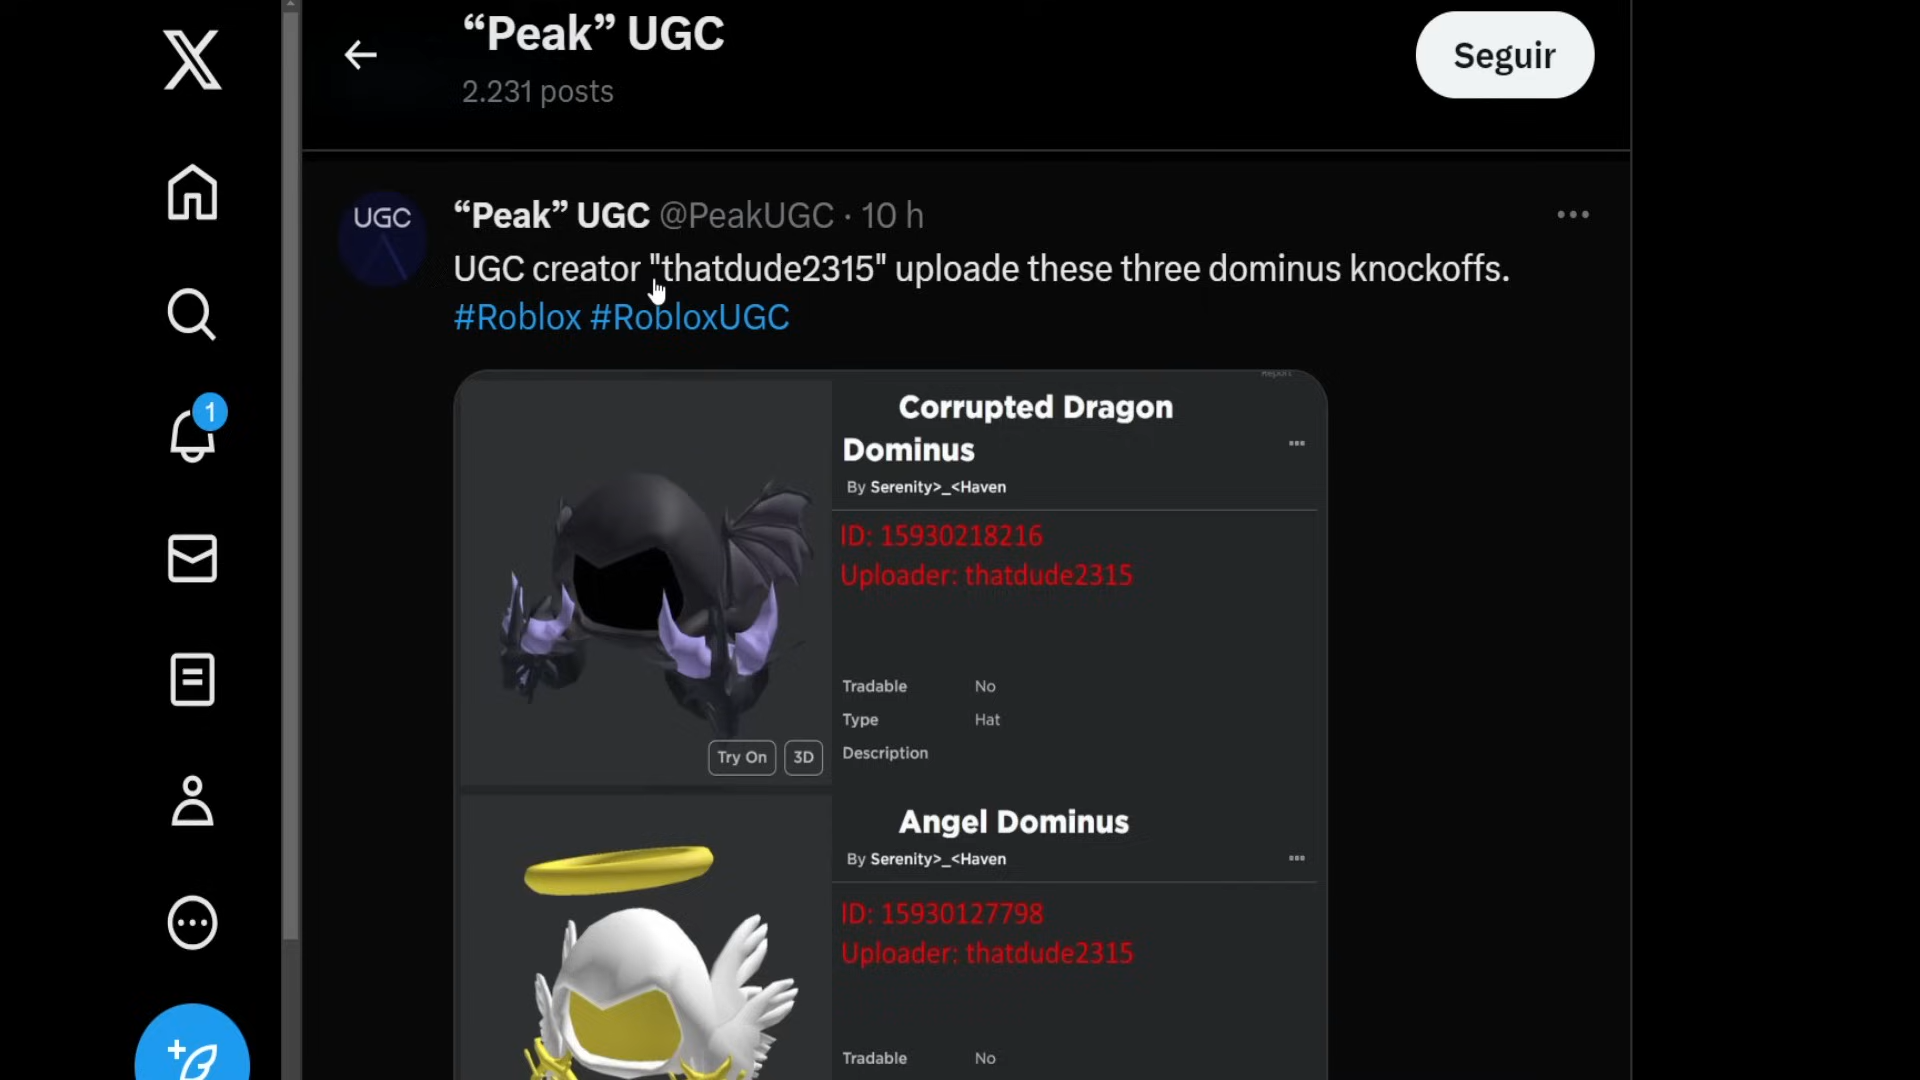 “Peak” UGC
2.231 posts
Seguir
1
UGC
“Peak” UGC @PeakUGC · 10 h
UGC creator "thatdude2315" uploade these three dominus knockoffs.
#Roblox #RobloxUGC
Report
Corrupted Dragon
Dominus
By Serenity>_<Haven
ID: 15930218216
Uploader: thatdude2315
Tradable No
Type Hat
Description
Try On 3D
Angel Dominus
By Serenity>_<Haven
ID: 15930127798
Uploader: thatdude2315
Tradable No